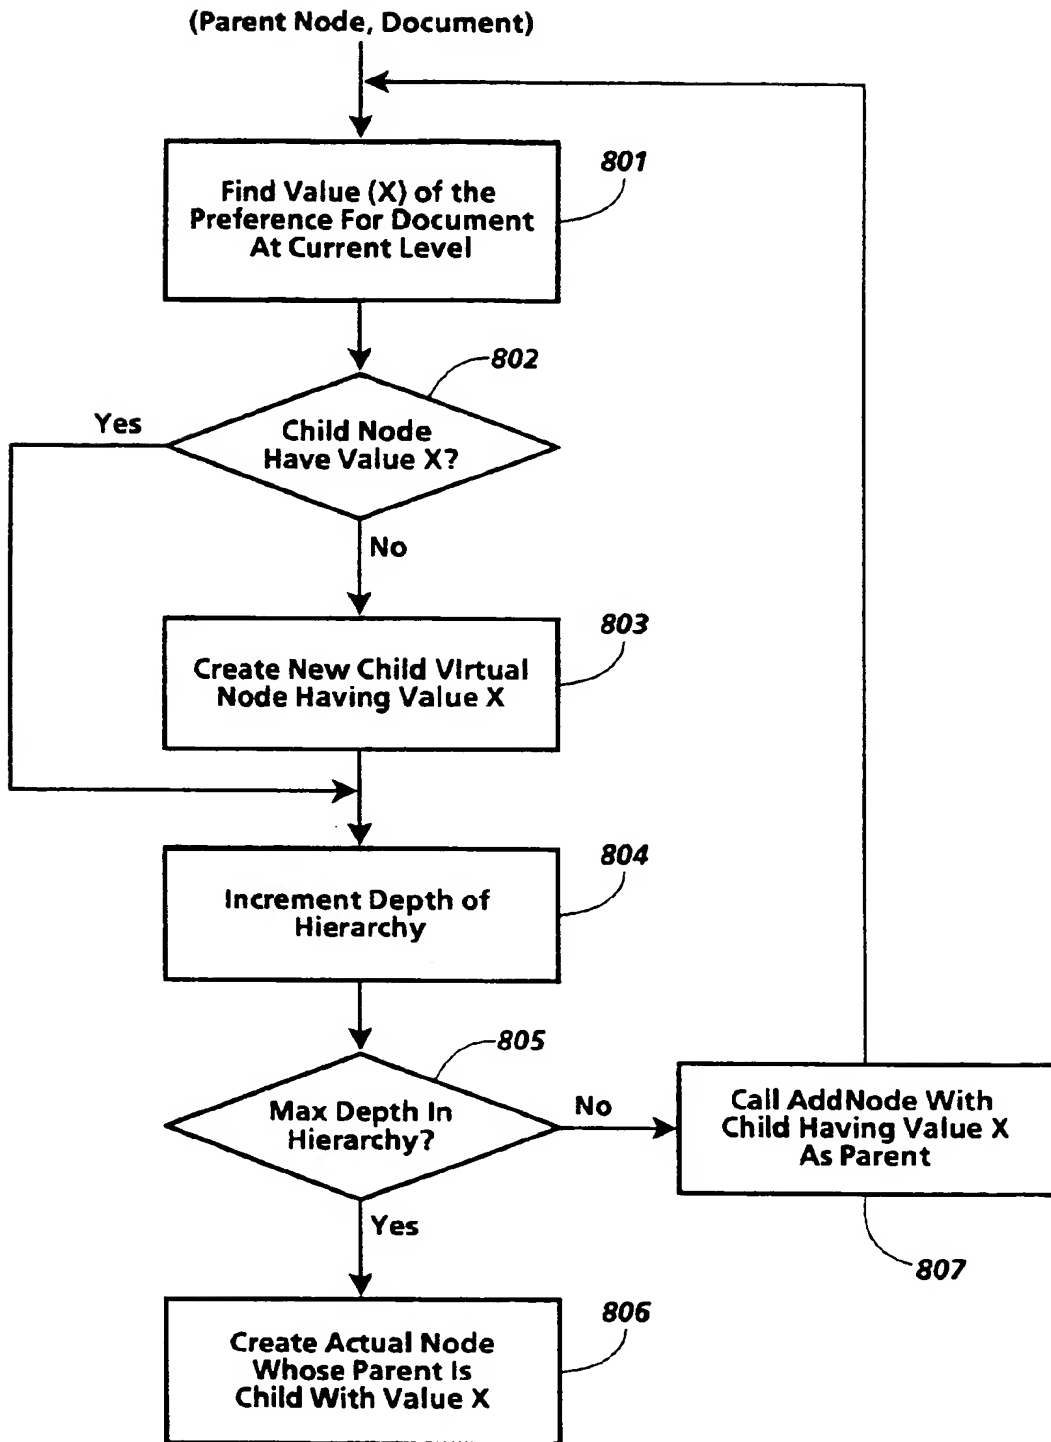 (Parent Node, Document)
801
Find Value (X) of the
Preference For Document
At Current Level
802
Yes
Child Node
Have Value X?
No
803
Create New Child VIrtual
Node Having Value X
804
Increment Depth of
Hierarchy
805
Max Depth In
Hierarchy?
No
Call AddNode With
Child Having Value X
As Parent
Yes
807
806
Create Actual Node
Whose Parent Is
Child With Value X